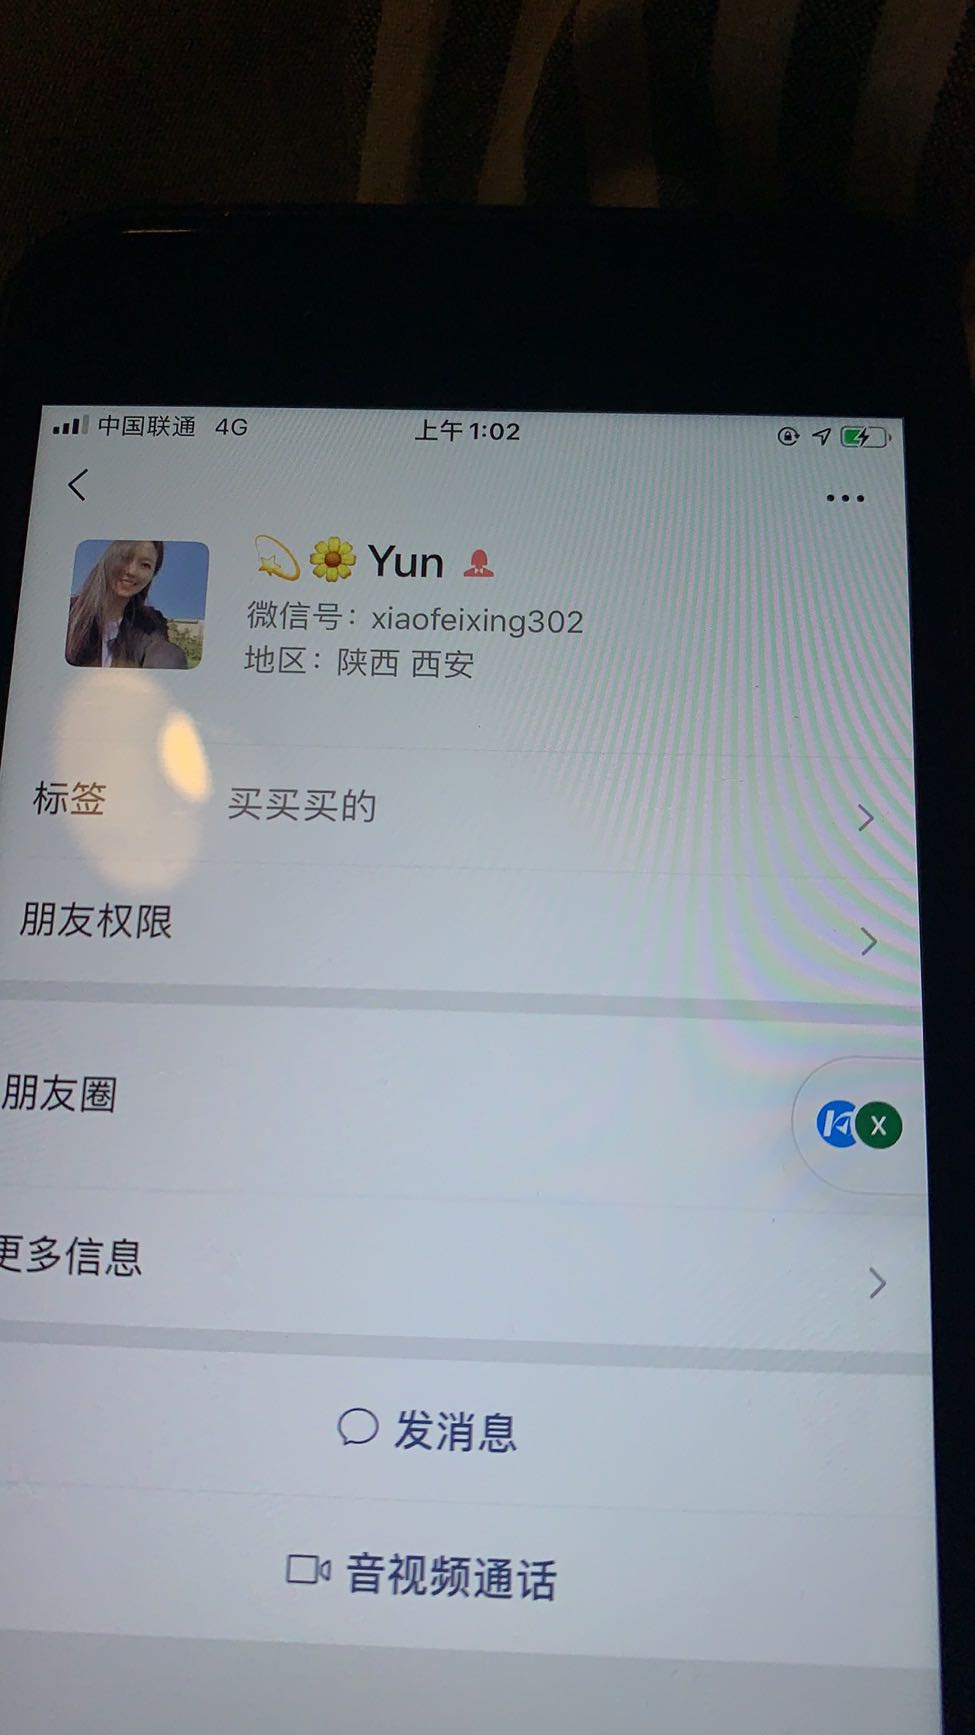 中国联通 4G 上午1:02
💫🌼 Yun
微信号：xiaofeixing302
地区：陕西 西安
标签 买买买的
朋友权限
朋友圈
X
更多信息
发消息
音视频通话